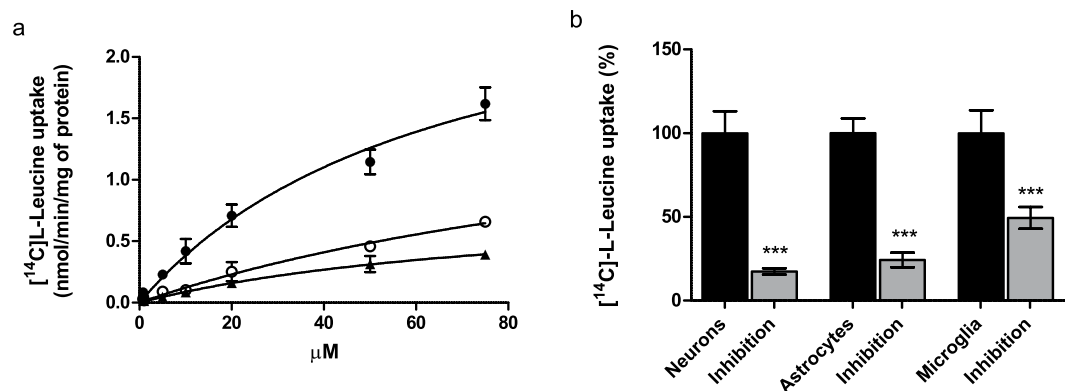 a
[¹⁴C]L-Leucine uptake
(nmol/min/mg of protein)
2.0
1.5
1.0
0.5
0.0
0
20
40
60
80
μM
b
[¹⁴C]-L-Leucine uptake (%)
150
100
50
0
***
***
***
Neurons
Inhibition
Astrocytes
Inhibition
Microglia
Inhibition